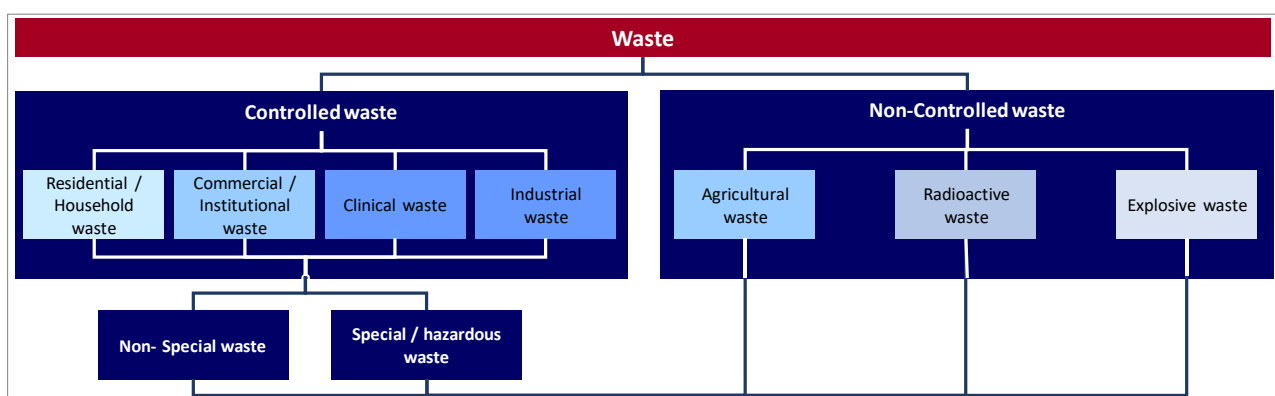 Waste
Controlled waste
Non-Controlled waste
Residential /
Household
waste
Commercial /
Institutional
waste
Clinical waste
Industrial
waste
Agricultural
waste
Radioactive
waste
Explosive waste
Non- Special waste
Special / hazardous
waste